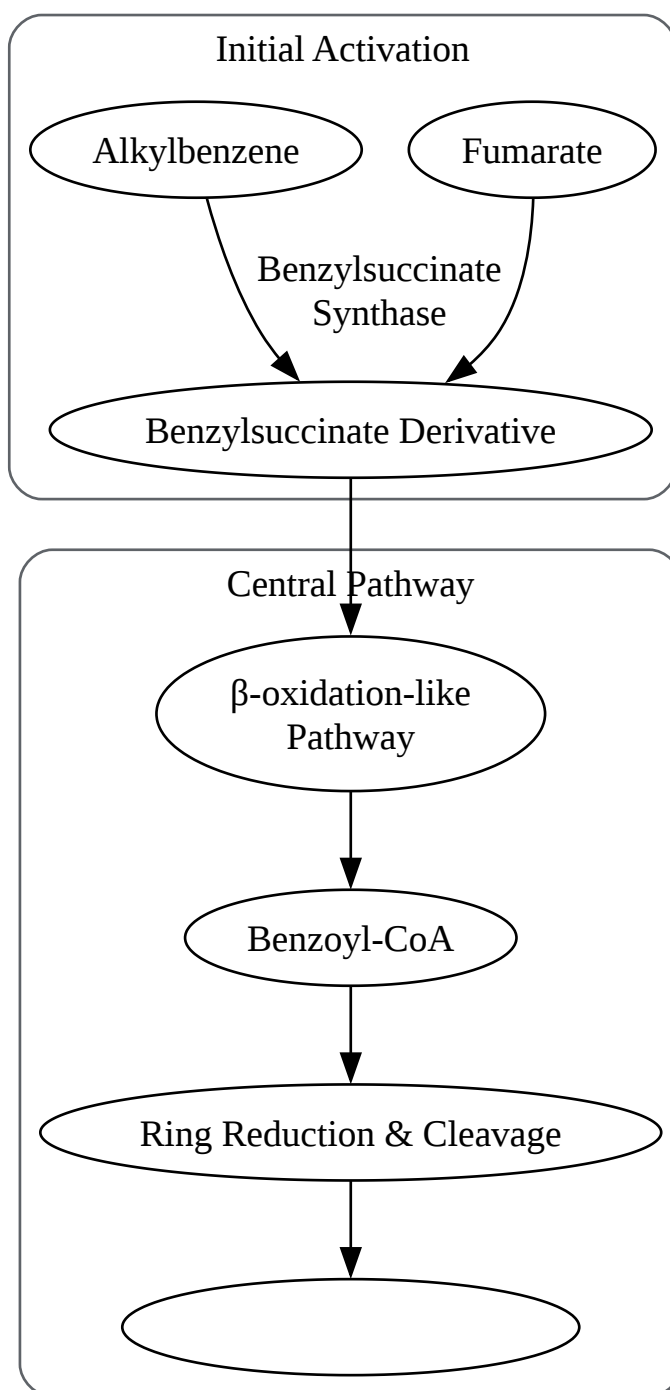 Initial Activation
Alkylbenzene
Fumarate
Benzylsuccinate
Synthase
Benzylsuccinate Derivative
Central Pathway
β-oxidation-like
Pathway
Benzoyl-CoA
Ring Reduction & Cleavage